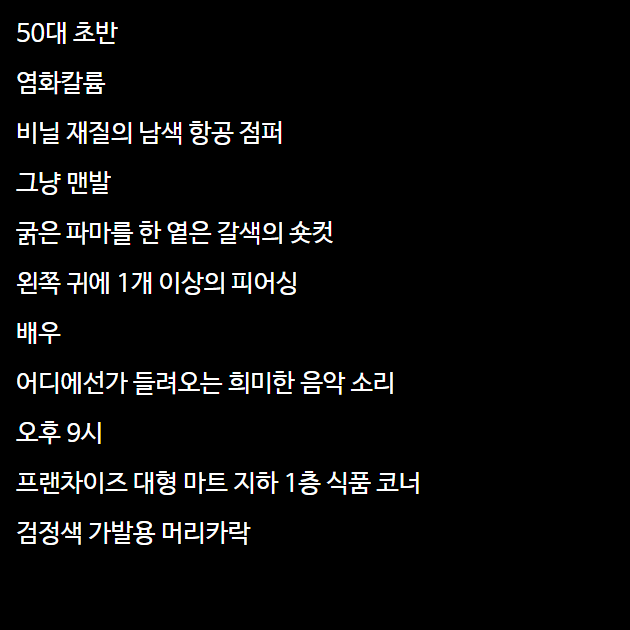 50대 초반
염화칼륨
비닐 재질의 남색 항공 점퍼
그냥 맨발
굵은 파마를 한 옅은 갈색의 숏컷
왼쪽 귀에 1개 이상의 피어싱
배우
어디에선가 들려오는 희미한 음악 소리
오후 9시
프랜차이즈 대형 마트 지하 1층 식품 코너
검정색 가발용 머리카락